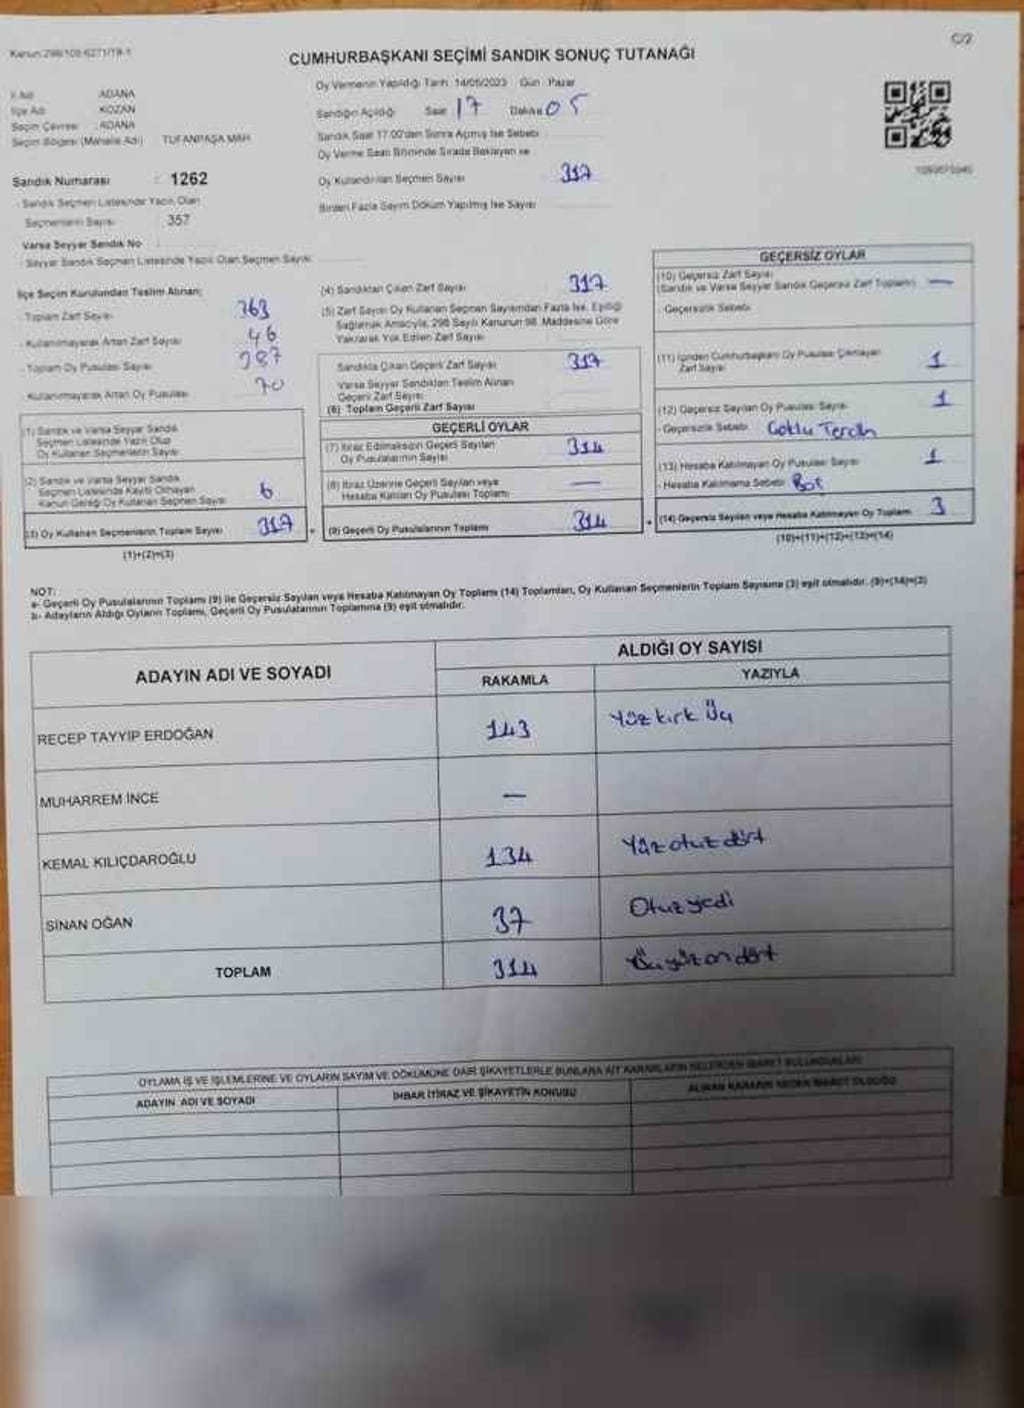 Kanun:298/105-6271/19-1
C/2
CUMHURBAŞKANI SEÇİMİ SANDIK SONUÇ TUTANAĞI
İl Adı ADANA
İlçe Adı KOZAN
Seçim Çevresi : ADANA
Seçim Bölgesi (Mahalle Adı) TUFANPAŞA MAH.
Sandık Numarası : 1262
- Sandık Seçmen Listesinde Yazılı Olan
Seçmenlerin Sayısı 357
Varsa Seyyar Sandık No :
- Seyyar Sandık Seçmen Listesinde Yazılı Olan Seçmen Sayısı
Oy Vermenin Yapıldığı Tarih: 14/05/2023 Gün : Pazar
Sandığın Açıldığı Saat 17 Dakika 05
Sandık Saat 17.00'den Sonra Açılmış İse Sebebi
Oy Verme Saati Bitiminde Sırada Bekleyen ve
Oy Kullandırılan Seçmen Sayısı 317
Birden Fazla Sayım Döküm Yapılmış İse Sayısı
İlçe Seçim Kurulundan Teslim Alınan;
- Toplam Zarf Sayısı 363
- Kullanılmayarak Artan Zarf Sayısı 46
- Toplam Oy Pusulası Sayısı 387
- Kullanılmayarak Artan Oy Pusulası 70
(1) Sandık ve Varsa Seyyar Sandık
Seçmen Listesinde Yazılı Olup
Oy Kullanan Seçmenlerin Sayısı
(2) Sandık ve Varsa Seyyar Sandık
Seçmen Listesinde Kayıtlı Olmayan
Kanun Gereği Oy Kullanan Seçmen Sayısı 6
(3) Oy Kullanan Seçmenlerin Toplam Sayısı 317
(1)+(2)=(3)
(4) Sandıktan Çıkan Zarf Sayısı 317
(5) Zarf Sayısı Oy Kullanan Seçmen Sayısından Fazla İse, Eşitliği
Sağlamak Amacıyla, 298 Sayılı Kanunun 98. Maddesine Göre
Yakılarak Yok Edilen Zarf Sayısı
Sandıkta Çıkan Geçerli Zarf Sayısı 317
Varsa Seyyar Sandıktan Teslim Alınan
Geçerli Zarf Sayısı
(6) Toplam Geçerli Zarf Sayısı
GEÇERLİ OYLAR
(7) İtiraz Edilmeksizin Geçerli Sayılan
Oy Pusulalarının Sayısı 314
(8) İtiraz Üzerine Geçerli Sayılan veya
Hesaba Katılan Oy Pusulası Toplamı —
(9) Geçerli Oy Pusulalarının Toplamı 314
GEÇERSİZ OYLAR
(10) Geçersiz Zarf Sayısı
(Sandık ve Varsa Seyyar Sandık Geçersiz Zarf Toplamı) —
- Geçersizlik Sebebi
(11) İçinden Cumhurbaşkanı Oy Pusulası Çıkmayan
Zarf Sayısı 1
(12) Geçersiz Sayılan Oy Pusulası Sayısı 1
- Geçersizlik Sebebi Çoklu Tercih
(13) Hesaba Katılmayan Oy Pusulası Sayısı 1
- Hesaba Katılmama Sebebi Boş
(14) Geçersiz Sayılan veya Hesaba Katılmayan Oy Toplamı 3
(10)+(11)+(12)+(13)=(14)
NOT:
a- Geçerli Oy Pusulalarının Toplamı (9) ile Geçersiz Sayılan veya Hesaba Katılmayan Oy Toplamı (14) Toplamları, Oy Kullanan Seçmenlerin Toplam Sayısına (3) eşit olmalıdır. (9)+(14)=(3)
b- Adayların Aldığı Oyların Toplamı, Geçerli Oy Pusulalarının Toplamına (9) eşit olmalıdır.
ADAYIN ADI VE SOYADI
ALDIĞI OY SAYISI
RAKAMLA YAZIYLA
RECEP TAYYİP ERDOĞAN 143 Yüz kırk Üç
MUHARREM İNCE —
KEMAL KILIÇDAROĞLU 134 Yüz otuz dört
SİNAN OĞAN 37 Otuz yedi
TOPLAM 314 Üçyüz on dört
OYLAMA İŞ VE İŞLEMLERİNE VE OYLARIN SAYIM VE DÖKÜMÜNE DAİR ŞİKAYETLERLE BUNLARA AİT KARARLARIN NELERDEN İBARET BULUNDUKLARI
ADAYIN ADI VE SOYADI
İHBAR İTİRAZ VE ŞİKAYETİN KONUSU
ALINAN KARARIN NEDEN İBARET OLDUĞU